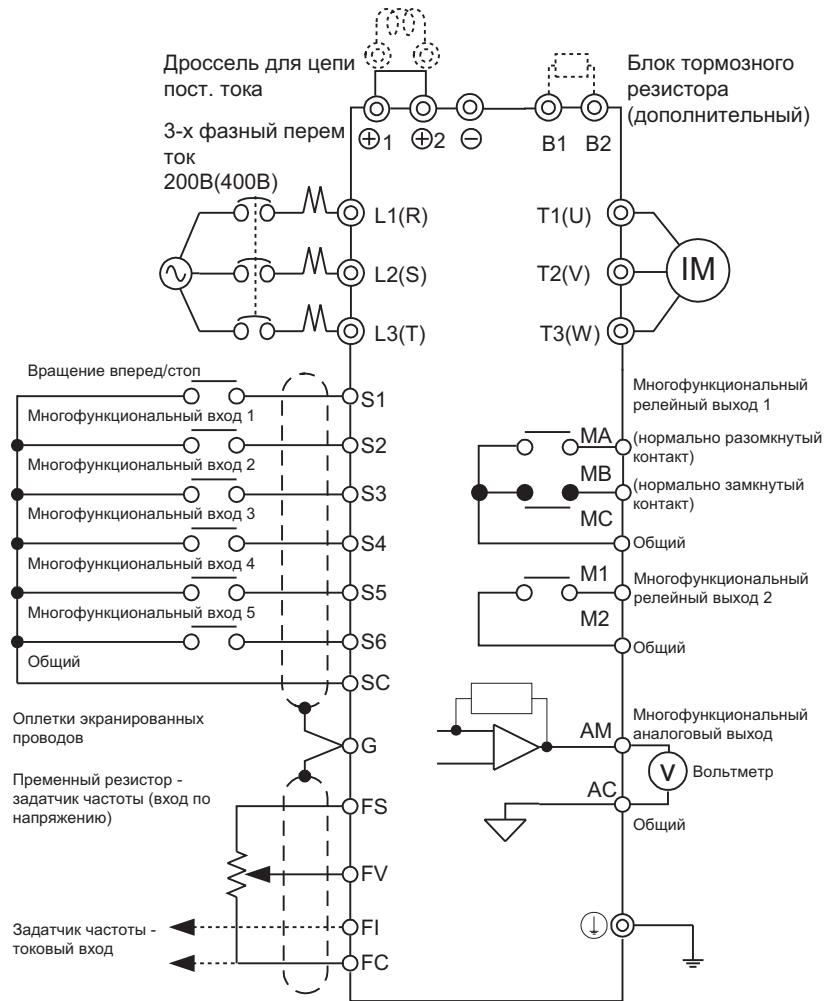 Дроссель для цепи
пост. тока
Блок тормозного
резистора
(дополнительный)
3-х фазный перем
ток
200В(400В)
⊕1
⊕2
⊖
B1
B2
L1(R)
T1(U)
L2(S)
T2(V)
IM
L3(T)
T3(W)
Вращение вперед/стоп
S1
Многофункциональный вход 1
S2
Многофункциональный вход 2
S3
Многофункциональный вход 3
S4
Многофункциональный вход 4
S5
Многофункциональный вход 5
S6
Общий
SC
Оплетки экранированных
проводов
G
Пременный резистор -
задатчик частоты (вход по
напряжению)
FS
FV
Задатчик частоты -
токовый вход
FI
FC
Многофункциональный
релейный выход 1
MA
(нормально разомкнутый
контакт)
MB
(нормально замкнутый
контакт)
MC
Общий
M1
Многофункциональный
релейный выход 2
M2
Общий
AM
Многофункциональный
аналоговый выход
V
Вольтметр
AC
Общий